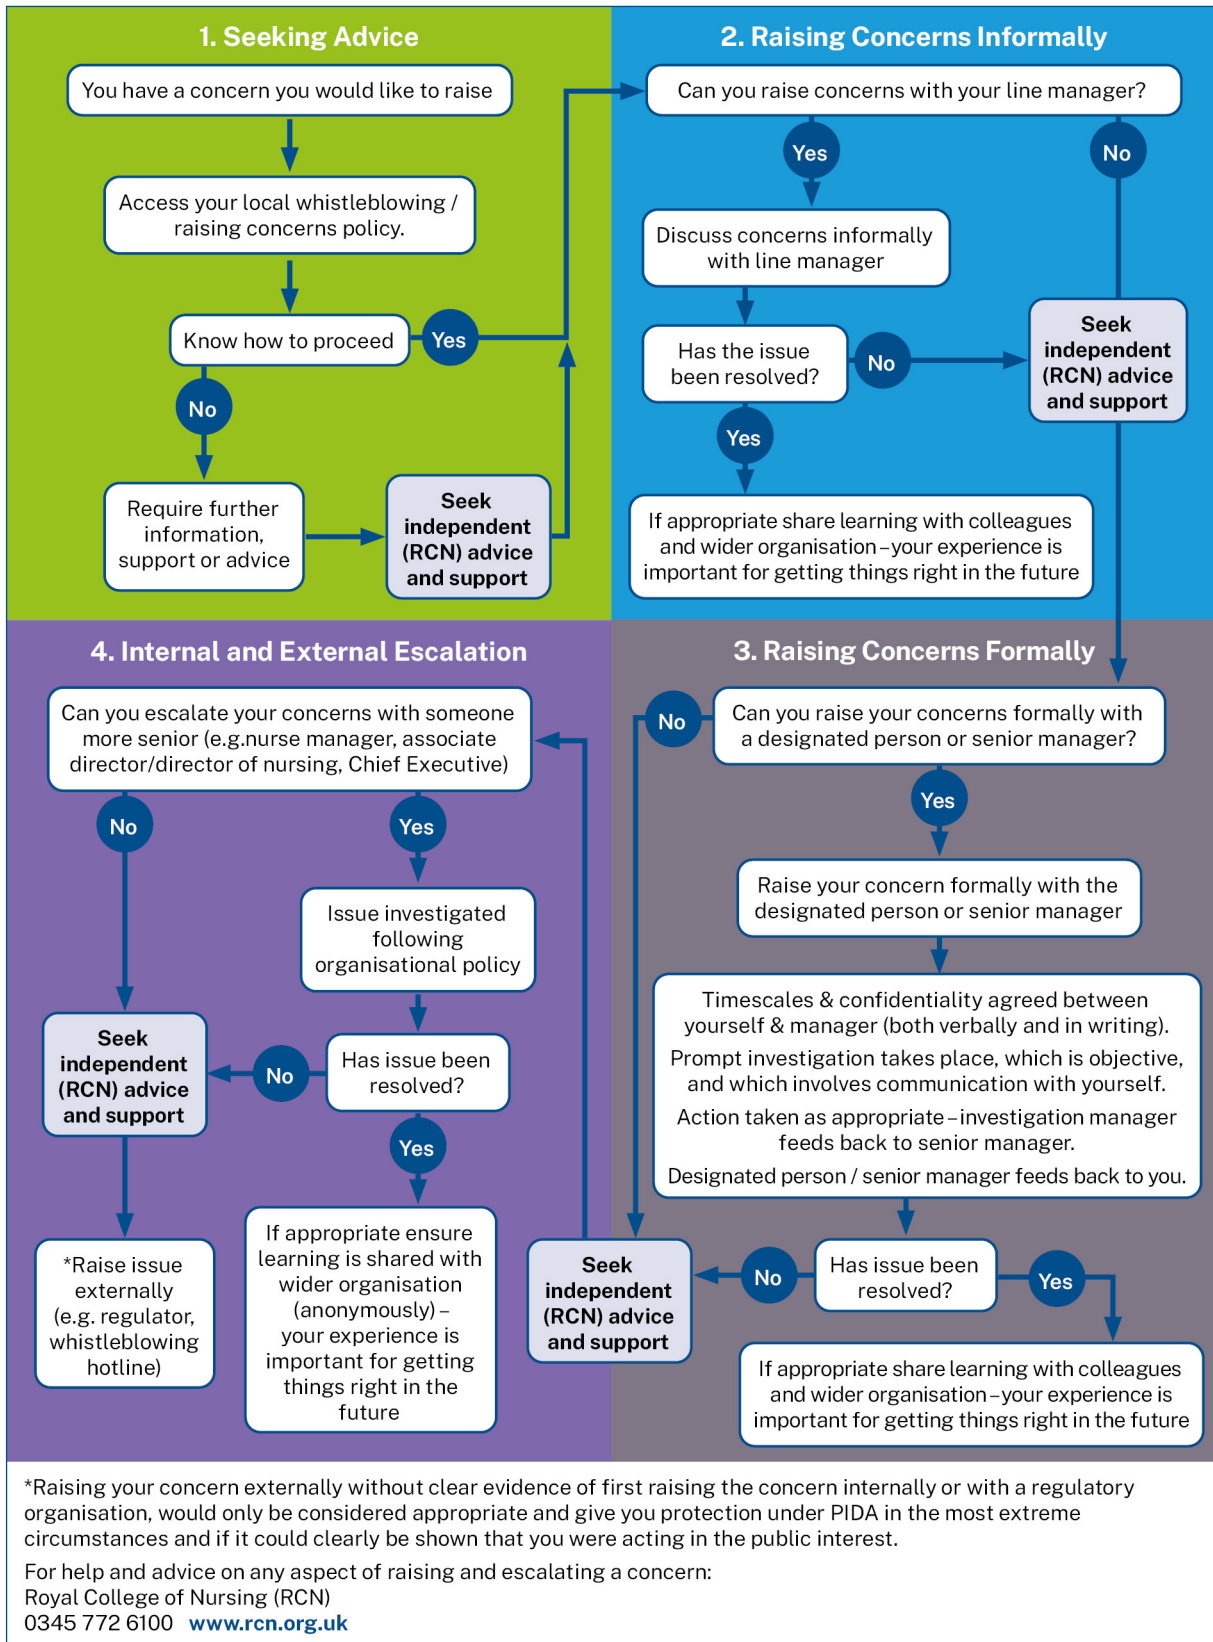 1. Seeking Advice
You have a concern you would like to raise
Access your local whistleblowing /
raising concerns policy.
Know how to proceed
Yes
No
Require further
information,
support or advice
Seek
independent
(RCN) advice
and support
2. Raising Concerns Informally
Can you raise concerns with your line manager?
Yes
No
Discuss concerns informally
with line manager
Has the issue
been resolved?
No
Seek
independent
(RCN) advice
and support
Yes
If appropriate share learning with colleagues
and wider organisation – your experience is
important for getting things right in the future
3. Raising Concerns Formally
Can you raise your concerns formally with
a designated person or senior manager?
No
Yes
Raise your concern formally with the
designated person or senior manager
Timescales & confidentiality agreed between
yourself & manager (both verbally and in writing).
Prompt investigation takes place, which is objective,
and which involves communication with yourself.
Action taken as appropriate – investigation manager
feeds back to senior manager.
Designated person / senior manager feeds back to you.
Has issue been
resolved?
No
Yes
Seek
independent
(RCN) advice
and support
If appropriate share learning with colleagues
and wider organisation – your experience is
important for getting things right in the future
4. Internal and External Escalation
Can you escalate your concerns with someone
more senior (e.g.nurse manager, associate
director/director of nursing, Chief Executive)
No
Yes
Issue investigated
following
organisational policy
Has issue been
resolved?
No
Seek
independent
(RCN) advice
and support
Yes
*Raise issue
externally
(e.g. regulator,
whistleblowing
hotline)
If appropriate ensure
learning is shared with
wider organisation
(anonymously) –
your experience is
important for getting
things right in the
future
*Raising your concern externally without clear evidence of first raising the concern internally or with a regulatory
organisation, would only be considered appropriate and give you protection under PIDA in the most extreme
circumstances and if it could clearly be shown that you were acting in the public interest.
For help and advice on any aspect of raising and escalating a concern:
Royal College of Nursing (RCN)
0345 772 6100 www.rcn.org.uk